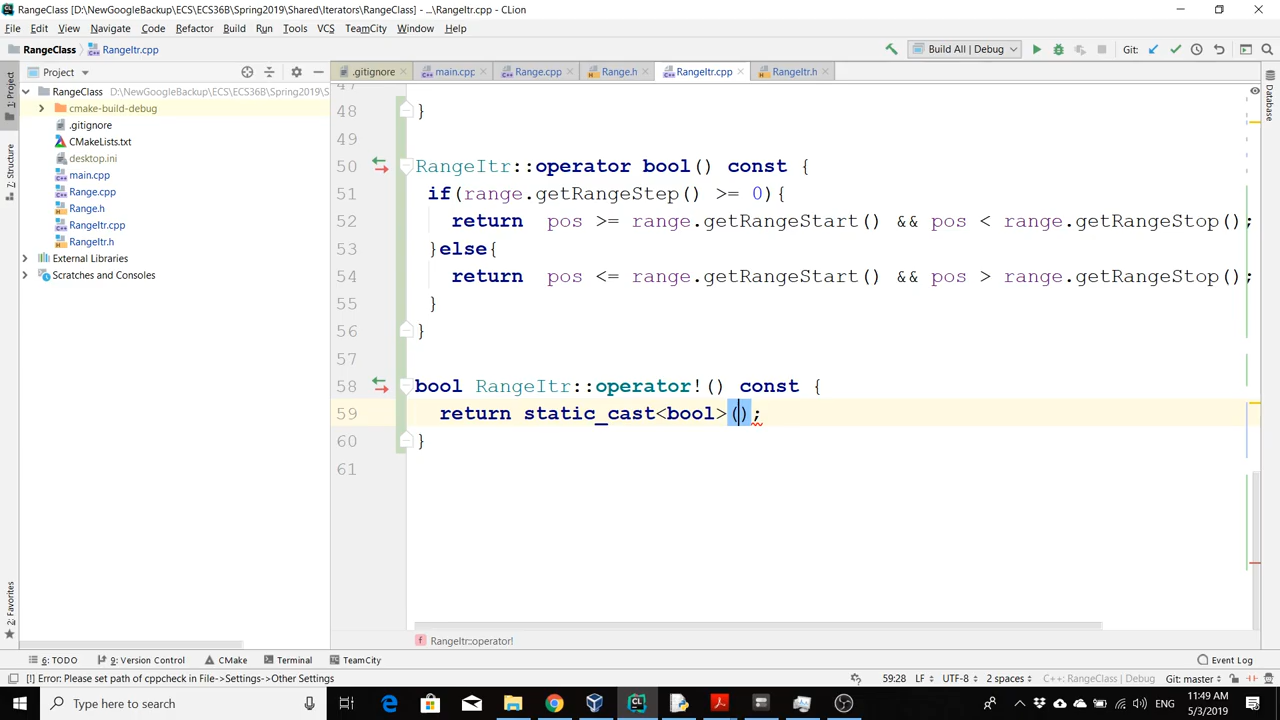 RangeClass [D:\NewGoogleBackup\ECS\ECS36B\Spring2019\Shared\Iterators\RangeClass] - ...\RangeItr.cpp - CLion
File Edit View Navigate Code Refactor Build Run Tools VCS TeamCity Window Help
RangeClass RangeItr.cpp Build All | Debug Git:
Project .gitignore main.cpp Range.cpp Range.h RangeItr.cpp RangeItr.h
1: Project
7: Structure
2: Favorites
Database
RangeClass D:\NewGoogleBackup\ECS\ECS36B\Spring2019\S
cmake-build-debug
.gitignore
CMakeLists.txt
desktop.ini
main.cpp
Range.cpp
Range.h
RangeItr.cpp
RangeItr.h
External Libraries
Scratches and Consoles
47
48 }
49
50 RangeItr::operator bool() const {
51 if(range.getRangeStep() >= 0){
52 return pos >= range.getRangeStart() && pos < range.getRangeStop();
53 }else{
54 return pos <= range.getRangeStart() && pos > range.getRangeStop();
55 }
56 }
57
58 bool RangeItr::operator!() const {
59 return static_cast<bool>();
60 }
61
f RangeItr::operator!
6: TODO 9: Version Control CMake Terminal TeamCity Event Log
[!] Error: Please set path of cppcheck in File->Settings->Other Settings 59:28 LF UTF-8 2 spaces C++: RangeClass | Debug Git: master
Type here to search ENG 11:49 AM
5/3/2019